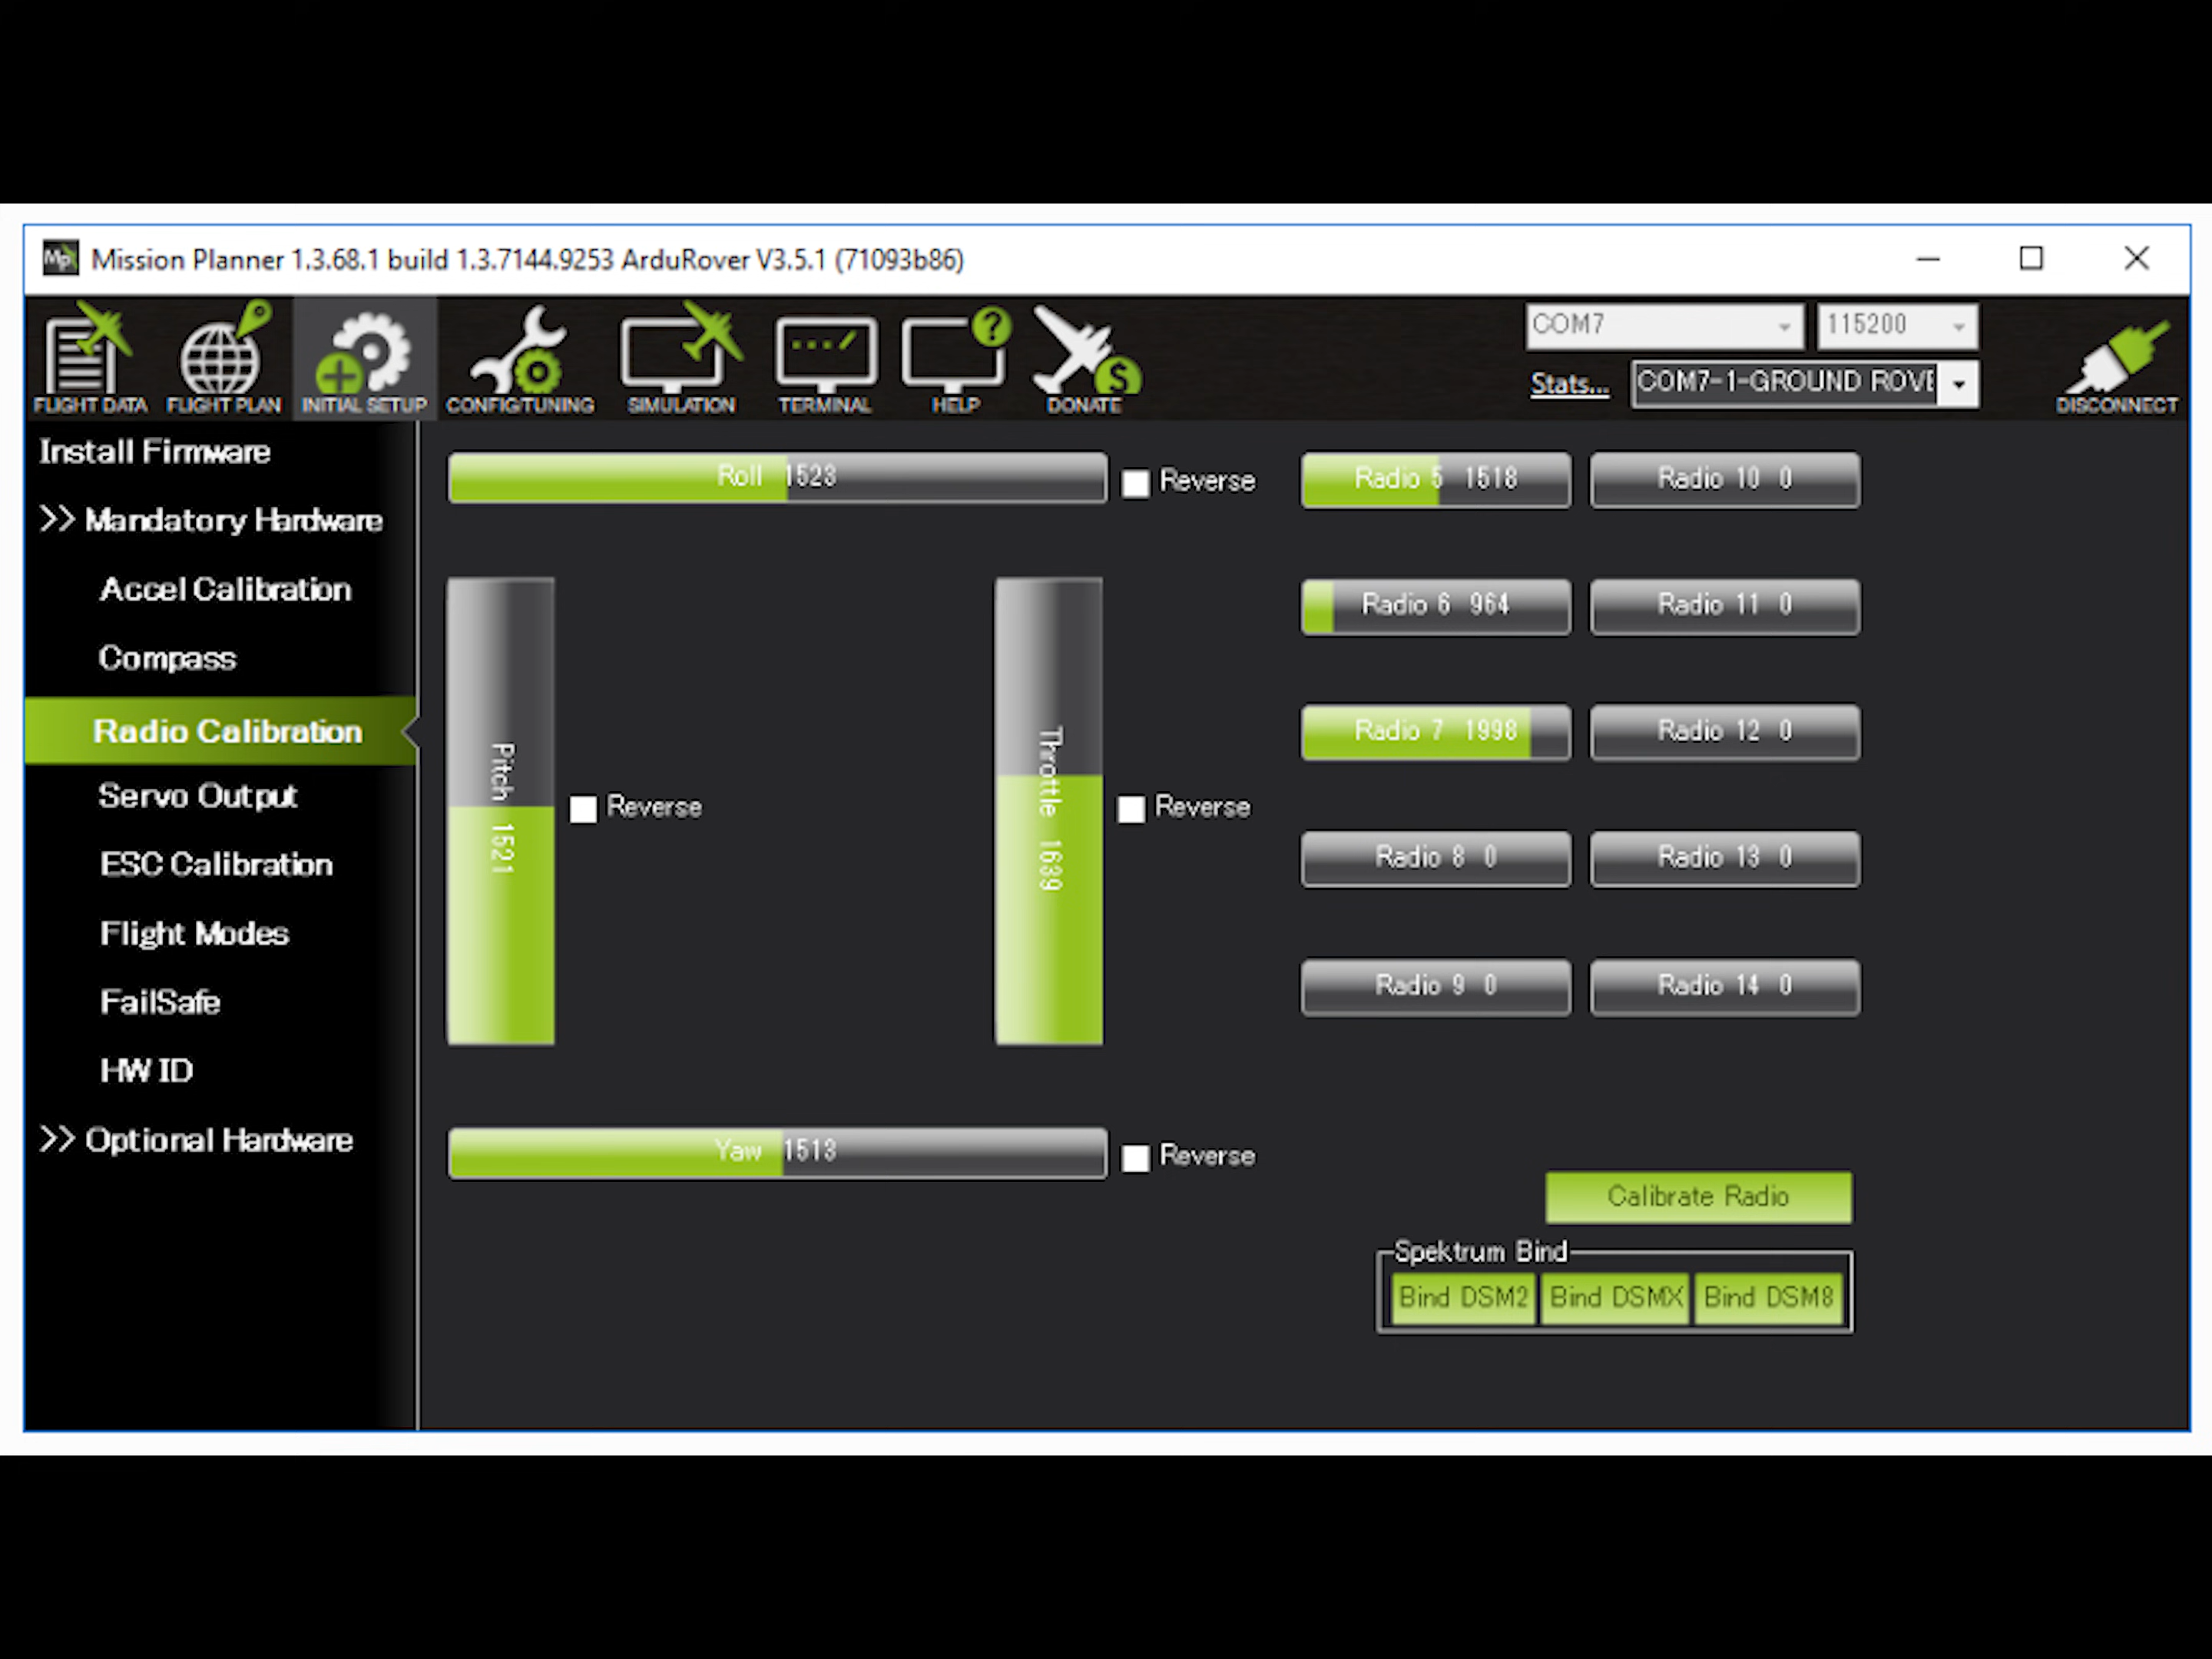 Mission Planner 1.3.68.1 build 1.3.7144.9253 ArduRover V3.5.1 (71093b86)
FLIGHT DATA FLIGHT PLAN INITIAL SETUP CONFIG/TUNING SIMULATION TERMINAL HELP DONATE
COM7 115200
Stats... COM7-1-GROUND ROVE
DISCONNECT
Install Firmware
>> Mandatory Hardware
Accel Calibration
Compass
Radio Calibration
Servo Output
ESC Calibration
Flight Modes
FailSafe
HW ID
>> Optional Hardware
Roll 1523 Reverse
Pitch 1521 Reverse
Throttle 1639 Reverse
Yaw 1513 Reverse
Radio 5 1518 Radio 10 0
Radio 6 964 Radio 11 0
Radio 7 1998 Radio 12 0
Radio 8 0 Radio 13 0
Radio 9 0 Radio 14 0
Calibrate Radio
Spektrum Bind
Bind DSM2 Bind DSMX Bind DSM8